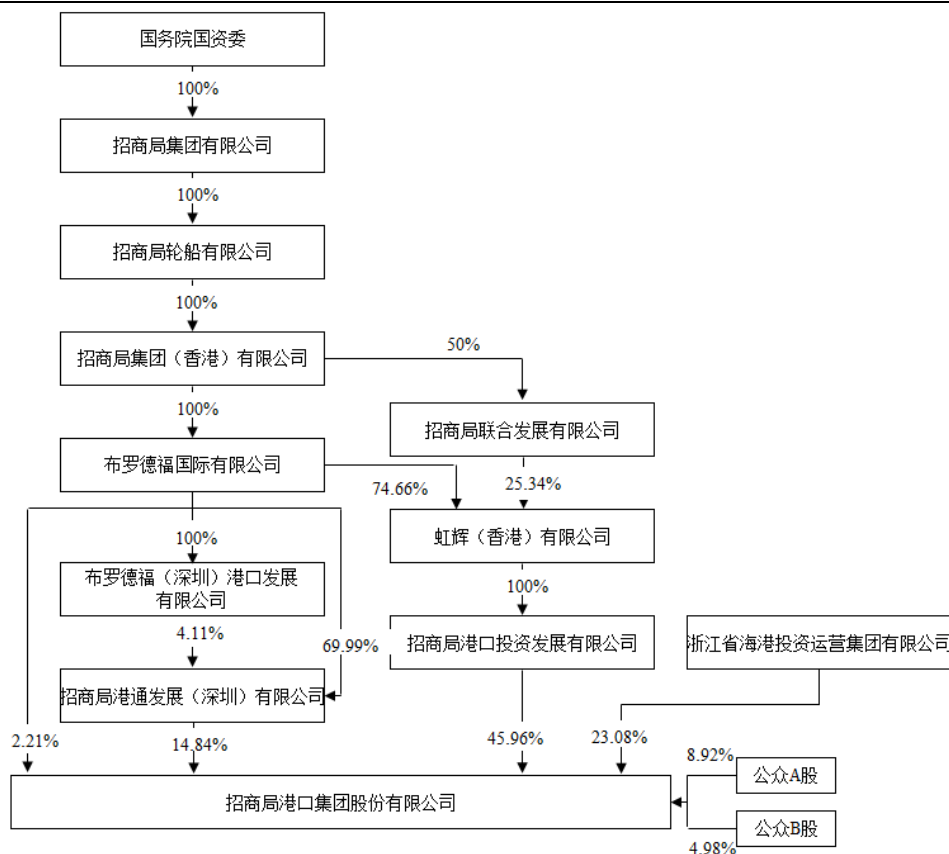 国务院国资委
100%
招商局集团有限公司
100%
招商局轮船有限公司
100%
招商局集团（香港）有限公司
50%
100%
招商局联合发展有限公司
布罗德福国际有限公司
74.66%
25.34%
100%
虹辉（香港）有限公司
布罗德福（深圳）港口发展
有限公司
100%
4.11%
69.99%
招商局港口投资发展有限公司
浙江省海港投资运营集团有限公司
招商局港通发展（深圳）有限公司
2.21%
14.84%
45.96%
23.08%
8.92%
公众A股
招商局港口集团股份有限公司
公众B股
4.98%